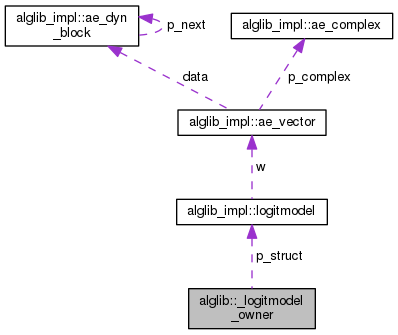 alglib_impl::ae_dyn
_block
p_next
alglib_impl::ae_complex
data
p_complex
alglib_impl::ae_vector
w
alglib_impl::logitmodel
p_struct
alglib::_logitmodel
_owner